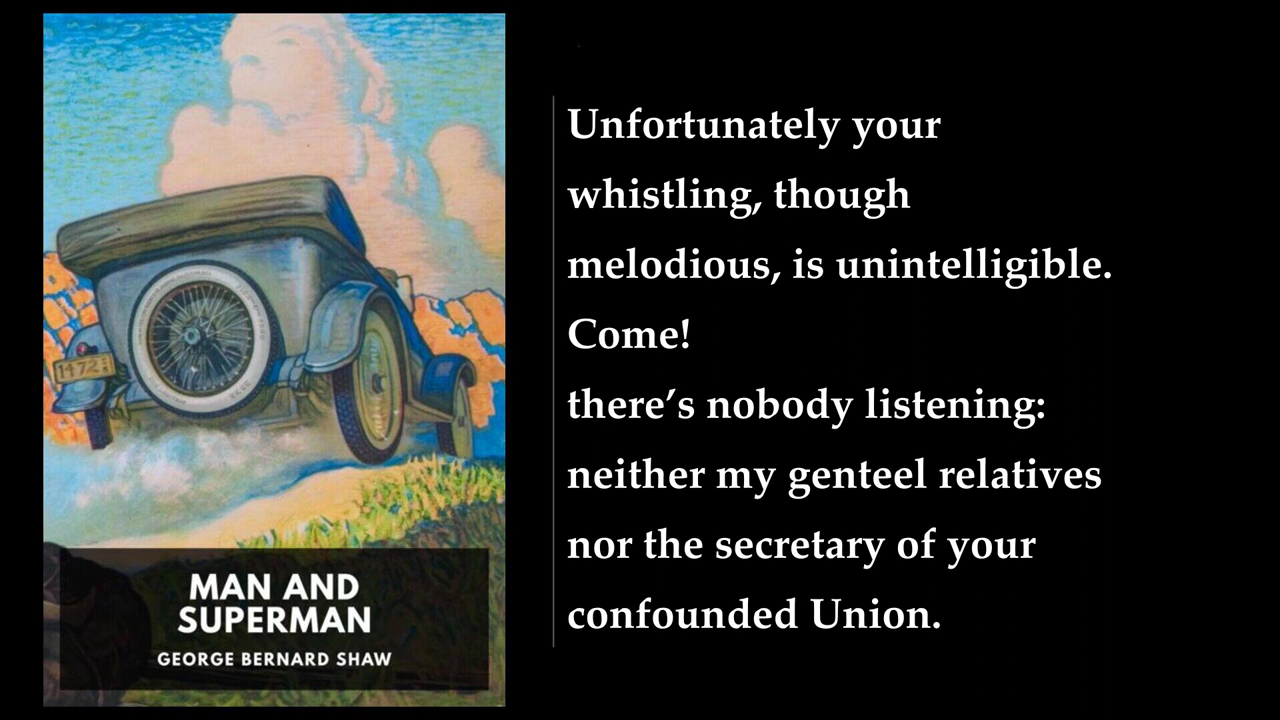 1472
MAN AND
SUPERMAN
GEORGE BERNARD SHAW
Unfortunately your
whistling, though
melodious, is unintelligible.
Come!
there’s nobody listening:
neither my genteel relatives
nor the secretary of your
confounded Union.